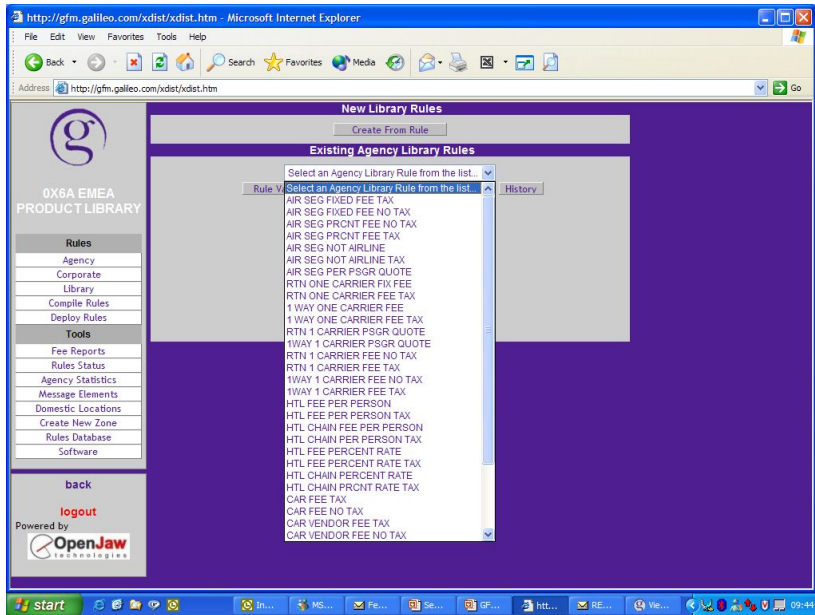 http://gfm.galileo.com/xdist/xdist.htm - Microsoft Internet Explorer
File Edit View Favorites Tools Help
Back Search Favorites Media
Address http://gfm.galileo.com/xdist/xdist.htm Go
0X6A EMEA
PRODUCT LIBRARY
Rules
Agency
Corporate
Library
Compile Rules
Deploy Rules
Tools
Fee Reports
Rules Status
Agency Statistics
Message Elements
Domestic Locations
Create New Zone
Rules Database
Software
back
logout
Powered by
OpenJaw
technologies
New Library Rules
Create From Rule
Existing Agency Library Rules
Select an Agency Library Rule from the list...
Rule V
History
Select an Agency Library Rule from the list...
AIR SEG FIXED FEE TAX
AIR SEG FIXED FEE NO TAX
AIR SEG PRCNT FEE NO TAX
AIR SEG PRCNT FEE TAX
AIR SEG NOT AIRLINE
AIR SEG NOT AIRLINE TAX
AIR SEG PER PSGR QUOTE
RTN ONE CARRIER FIX FEE
RTN ONE CARRIER FEE TAX
1 WAY ONE CARRIER FEE
1 WAY ONE CARRIER FEE TAX
RTN 1 CARRIER PSGR QUOTE
1WAY 1 CARRIER PSGR QUOTE
RTN 1 CARRIER FEE NO TAX
RTN 1 CARRIER FEE TAX
1WAY 1 CARRIER FEE NO TAX
1WAY 1 CARRIER FEE TAX
HTL FEE PER PERSON
HTL FEE PER PERSON TAX
HTL CHAIN FEE PER PERSON
HTL CHAIN PER PERSON TAX
HTL FEE PERCENT RATE
HTL FEE PERCENT RATE TAX
HTL CHAIN PERCENT RATE
HTL CHAIN PRCNT RATE TAX
CAR FEE TAX
CAR FEE NO TAX
CAR VENDOR FEE TAX
CAR VENDOR FEE NO TAX
start In... MS... Fe... Se... GF... htt... RE... Vie... 09:44